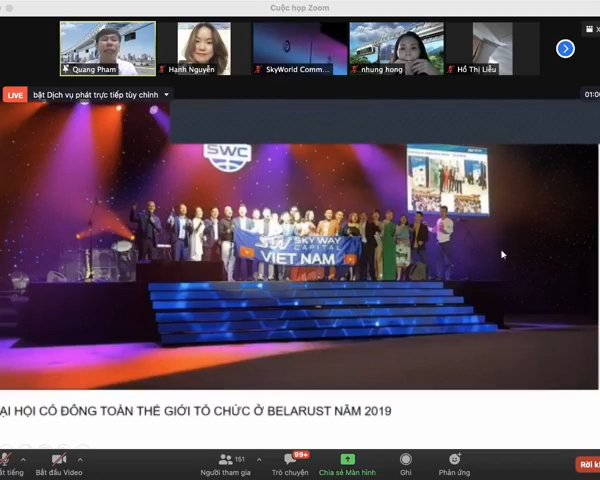 Cuộc họp Zoom
Quang Pham
Hạnh Nguyễn
SkyWorld Comm...
nhung hong
Hồ Thị Liễu
LIVE
bật Dịch vụ phát trực tiếp tùy chỉnh
SWC
SKY WAY
CAPITAL
VIET NAM
ẠI HỘI CỔ ĐÔNG TOÀN THẾ GIỚI TỔ CHỨC Ở BELARUST NĂM 2019
ắt tiếng
Bắt đầu Video
151
Người tham gia
99+
Trò chuyện
Chia sẻ Màn hình
Ghi
Phản ứng
Rời k